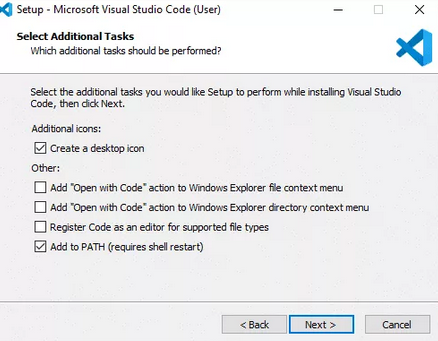 Setup - Microsoft Visual Studio Code (User)
Select Additional Tasks
Which additional tasks should be performed?
Select the additional tasks you would like Setup to perform while installing Visual Studio
Code, then click Next.
Additional icons:
Create a desktop icon
Other:
Add "Open with Code" action to Windows Explorer file context menu
Add "Open with Code" action to Windows Explorer directory context menu
Register Code as an editor for supported file types
Add to PATH (requires shell restart)
< Back Next > Cancel